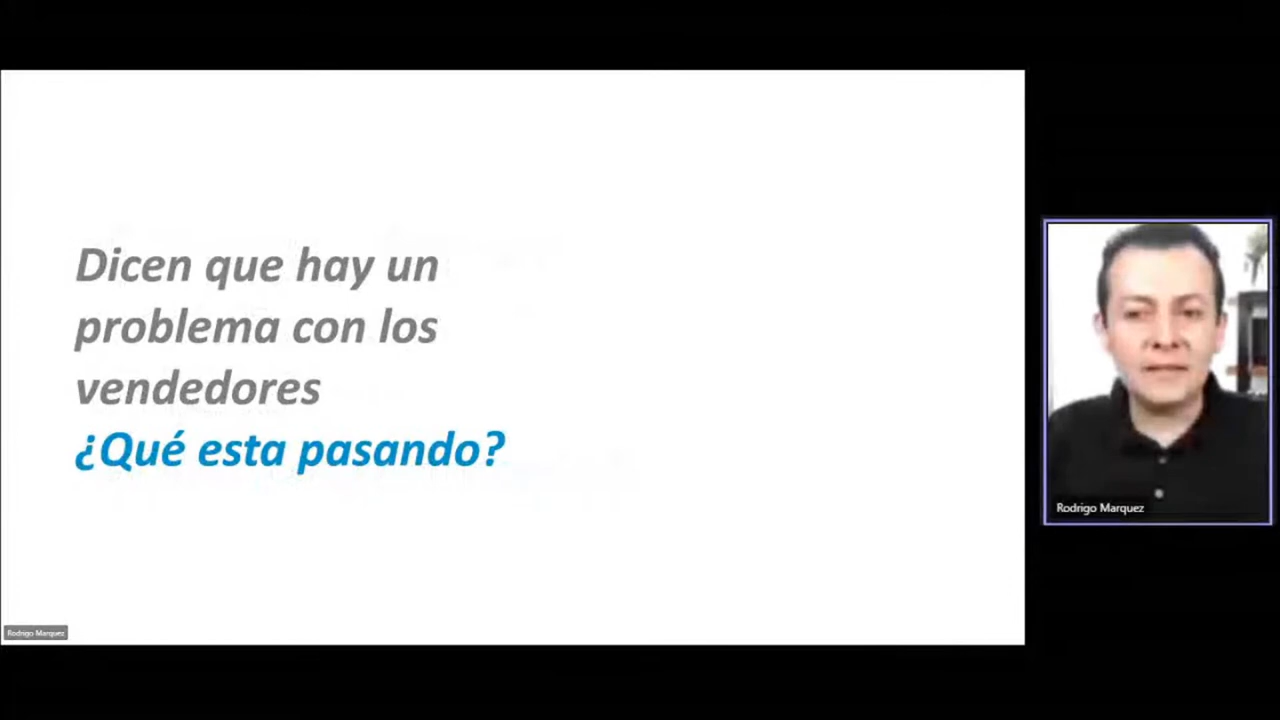 Dicen que hay un
problema con los
vendedores
¿Qué esta pasando?
Rodrigo Marquez
Rodrigo Marquez